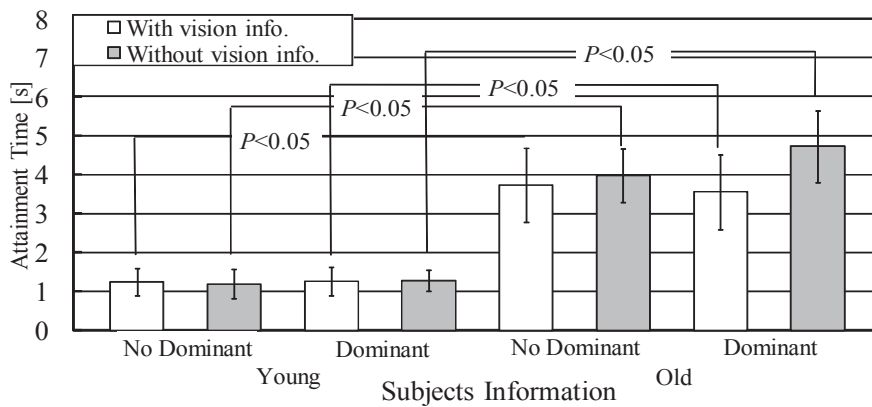 8
7
6
5
4
3
2
1
0
Attainment Time [s]
With vision info.
Without vision info.
P<0.05
P<0.05
P<0.05
P<0.05
No Dominant
Dominant
No Dominant
Dominant
Young
Old
Subjects Information